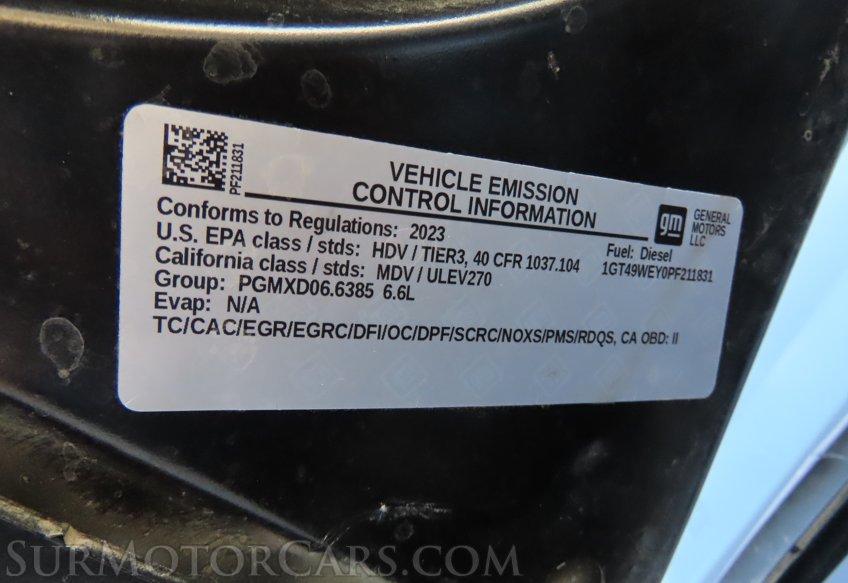 PF211831
VEHICLE EMISSION
CONTROL INFORMATION
gm
GENERAL
MOTORS
LLC
Conforms to Regulations: 2023
U.S. EPA class / stds: HDV / TIER3, 40 CFR 1037.104
Fuel: Diesel
California class / stds: MDV / ULEV270
1GT49WEY0PF211831
Group: PGMXD06.6385 6.6L
Evap: N/A
TC/CAC/EGR/EGRC/DFI/OC/DPF/SCRC/NOXS/PMS/RDQS, CA OBD: II
SurMotorCars.com